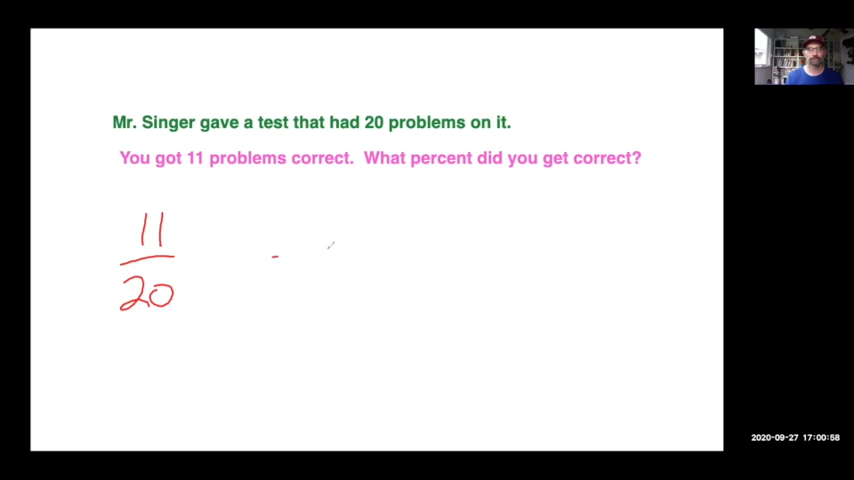 Mr. Singer gave a test that had 20 problems on it.
You got 11 problems correct.  What percent did you get correct?
11
20
2020-09-27 17:00:58